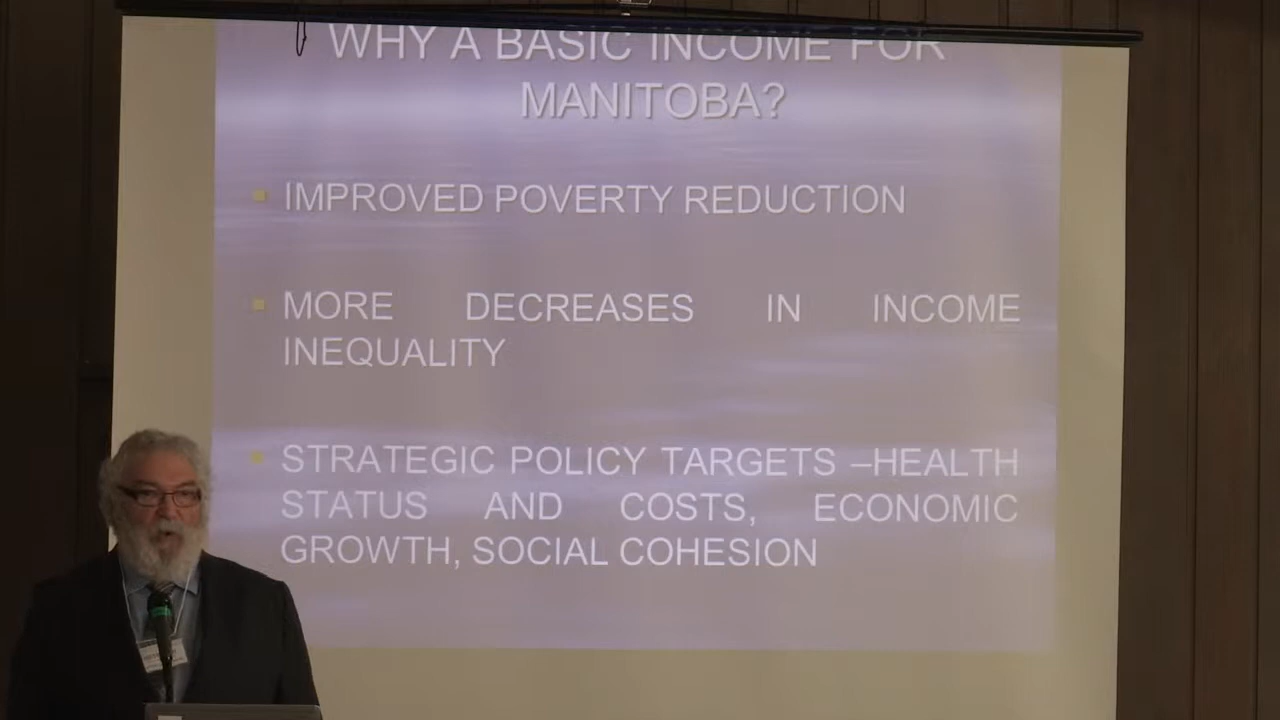 WHY A BASIC INCOME FOR
MANITOBA?
IMPROVED POVERTY REDUCTION
MORE DECREASES IN INCOME
INEQUALITY
STRATEGIC POLICY TARGETS –HEALTH
STATUS AND COSTS, ECONOMIC
GROWTH, SOCIAL COHESION